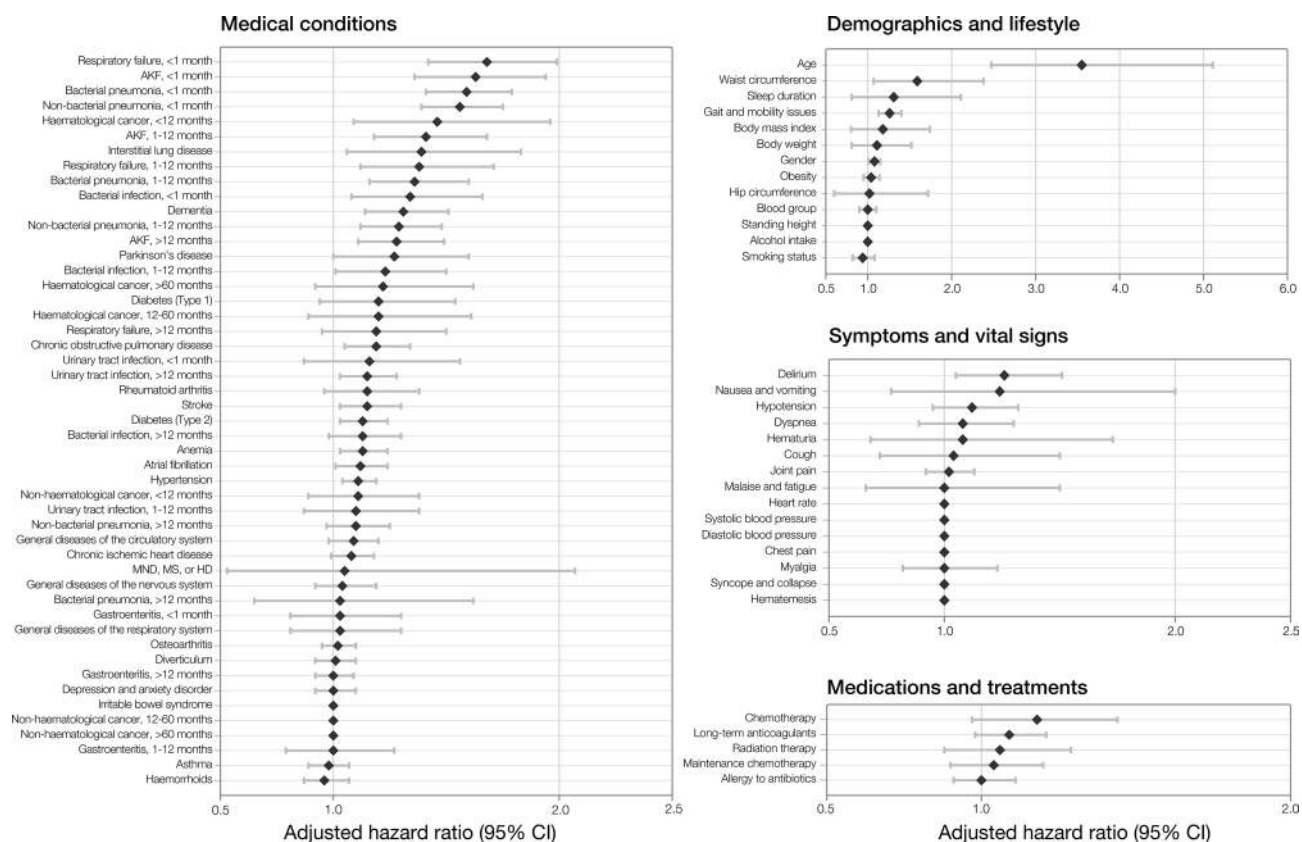 Medical conditions
Respiratory failure, <1 month
AKF, <1 month
Bacterial pneumonia, <1 month
Non-bacterial pneumonia, <1 month
Haematological cancer, <12 months
AKF, 1-12 months
Interstitial lung disease
Respiratory failure, 1-12 months
Bacterial pneumonia, 1-12 months
Bacterial infection, <1 month
Dementia
Non-bacterial pneumonia, 1-12 months
AKF, >12 months
Parkinson's disease
Bacterial infection, 1-12 months
Haematological cancer, >60 months
Diabetes (Type 1)
Haematological cancer, 12-60 months
Respiratory failure, >12 months
Chronic obstructive pulmonary disease
Urinary tract infection, <1 month
Urinary tract infection, >12 months
Rheumatoid arthritis
Stroke
Diabetes (Type 2)
Bacterial infection, >12 months
Anemia
Atrial fibrillation
Hypertension
Non-haematological cancer, <12 months
Urinary tract infection, 1-12 months
Non-bacterial pneumonia, >12 months
General diseases of the circulatory system
Chronic ischemic heart disease
MND, MS, or HD
General diseases of the nervous system
Bacterial pneumonia, >12 months
Gastroenteritis, <1 month
General diseases of the respiratory system
Osteoarthritis
Diverticulum
Gastroenteritis, >12 months
Depression and anxiety disorder
Irritable bowel syndrome
Non-haematological cancer, 12-60 months
Non-haematological cancer, >60 months
Gastroenteritis, 1-12 months
Asthma
Haemorrhoids
0.5 1.0 2.0 2.5
Adjusted hazard ratio (95% CI)
Demographics and lifestyle
Age
Waist circumference
Sleep duration
Gait and mobility issues
Body mass index
Body weight
Gender
Obesity
Hip circumference
Blood group
Standing height
Alcohol intake
Smoking status
0.5 1.0 2.0 3.0 4.0 5.0 6.0
Symptoms and vital signs
Delirium
Nausea and vomiting
Hypotension
Dyspnea
Hematuria
Cough
Joint pain
Malaise and fatigue
Heart rate
Systolic blood pressure
Diastolic blood pressure
Chest pain
Myalgia
Syncope and collapse
Hematemesis
0.5 1.0 2.0 2.5
Medications and treatments
Chemotherapy
Long-term anticoagulants
Radiation therapy
Maintenance chemotherapy
Allergy to antibiotics
0.5 1.0 2.0
Adjusted hazard ratio (95% CI)